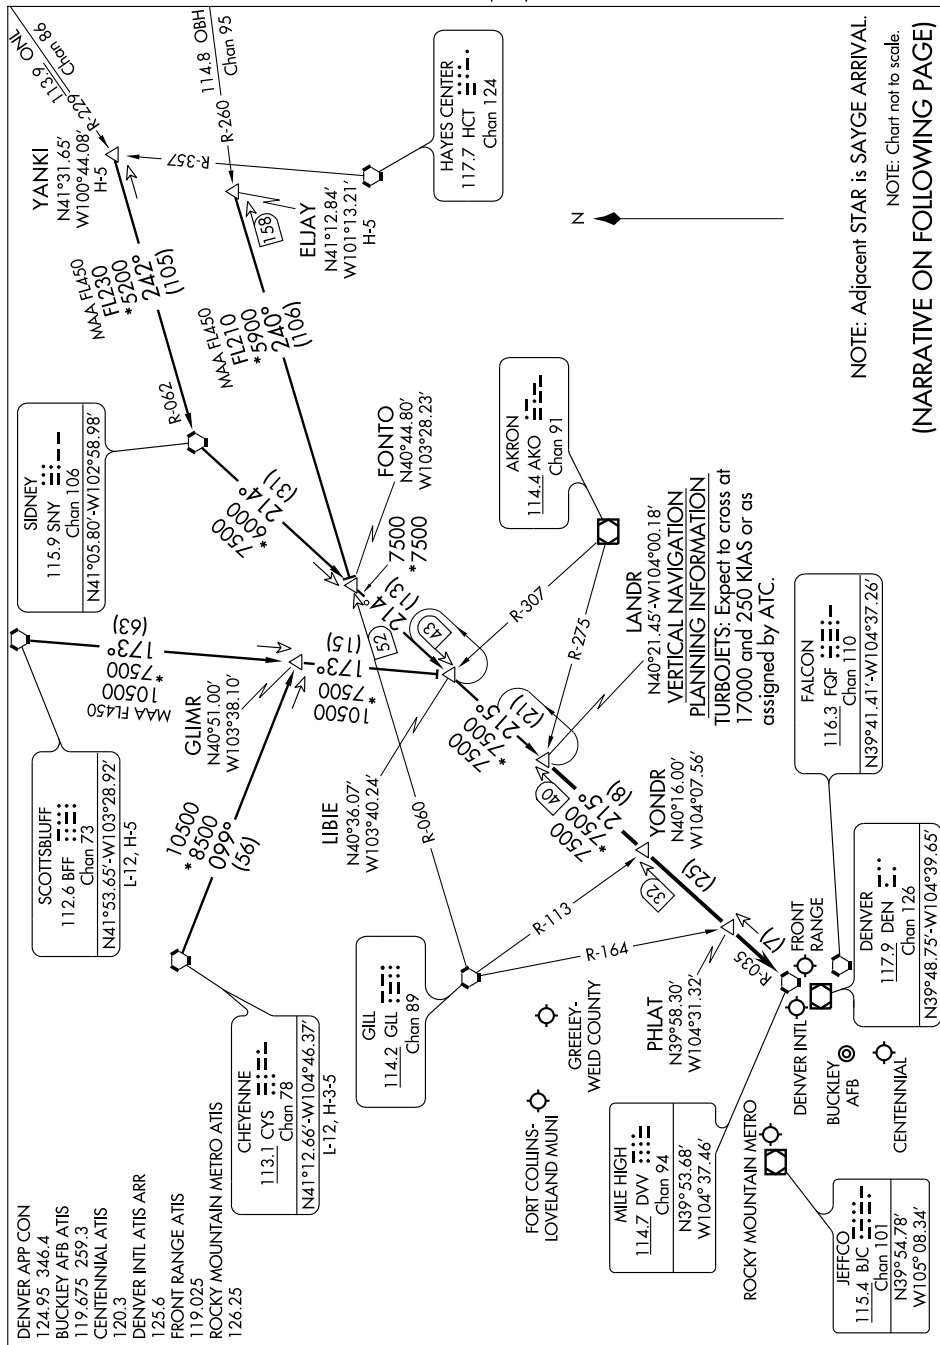 DENVER APP CON
124.95 346.4
BUCKLEY AFB ATIS
119.675 259.3
CENTENNIAL ATIS
120.3
DENVER INTL ATIS ARR
125.6
FRONT RANGE ATIS
119.025
ROCKY MOUNTAIN METRO ATIS
126.25
CHEYENNE
113.1 CYS
Chan 78
N41°12.66'-W104°46.37'
L-12, H-3-5
SCOTTSBLUFF
112.6 BFF
Chan 73
N41°53.65'-W103°28.92'
L-12, H-5
SIDNEY
115.9 SNY
Chan 106
N41°05.80'-W102°58.98'
YANKI
N41°31.65'
W100°44.08'
H-5
113.9 ONL
Chan 86
R-229
114.8 OBH
Chan 95
R-260
R-357
HAYES CENTER
117.7 HCT
Chan 124
ELJAY
N41°12.84'
W101°13.21'
H-5
158
MAA FL450
FL230
*5200
242°
(105)
R-062
MAA FL450
FL210
*5900
240°
(106)
7500
*6000
214°
(31)
MAA FL450
10500
*7500
173°
(63)
10500
*8500
099°
(56)
GLIMR
N40°51.00'
W103°38.10'
10500
*7500
173°
(15)
FONTO
N40°44.80'
W103°28.23'
7500
*7500
214°
(13)
52
43
LIBIE
N40°36.07'
W103°40.24'
R-060
R-307
R-275
AKRON
114.4 AKO
Chan 91
7500
*7500
215°
(21)
40
LANDR
N40°21.45'-W104°00.18'
VERTICAL NAVIGATION
PLANNING INFORMATION
TURBOJETS: Expect to cross at
17000 and 250 KIAS or as
assigned by ATC.
7500
*7500
215°
(8)
32
YONDR
N40°16.00'
W104°07.56'
(25)
GILL
114.2 GLL
Chan 89
R-113
R-164
PHLAT
N39°58.30'
W104°31.32'
(7)
R-035
GREELEY-
WELD COUNTY
FORT COLLINS-
LOVELAND MUNI
MILE HIGH
114.7 DVV
Chan 94
N39°53.68'
W104°37.46'
FRONT
RANGE
DENVER INTL
BUCKLEY
AFB
CENTENNIAL
ROCKY MOUNTAIN METRO
JEFFCO
115.4 BJC
Chan 101
N39°54.78'
W105°08.34'
DENVER
117.9 DEN
Chan 126
N39°48.75'-W104°39.65'
FALCON
116.3 FQF
Chan 110
N39°41.41'-W104°37.26'
N
NOTE: Adjacent STAR is SAYGE ARRIVAL.
NOTE: Chart not to scale.
(NARRATIVE ON FOLLOWING PAGE)